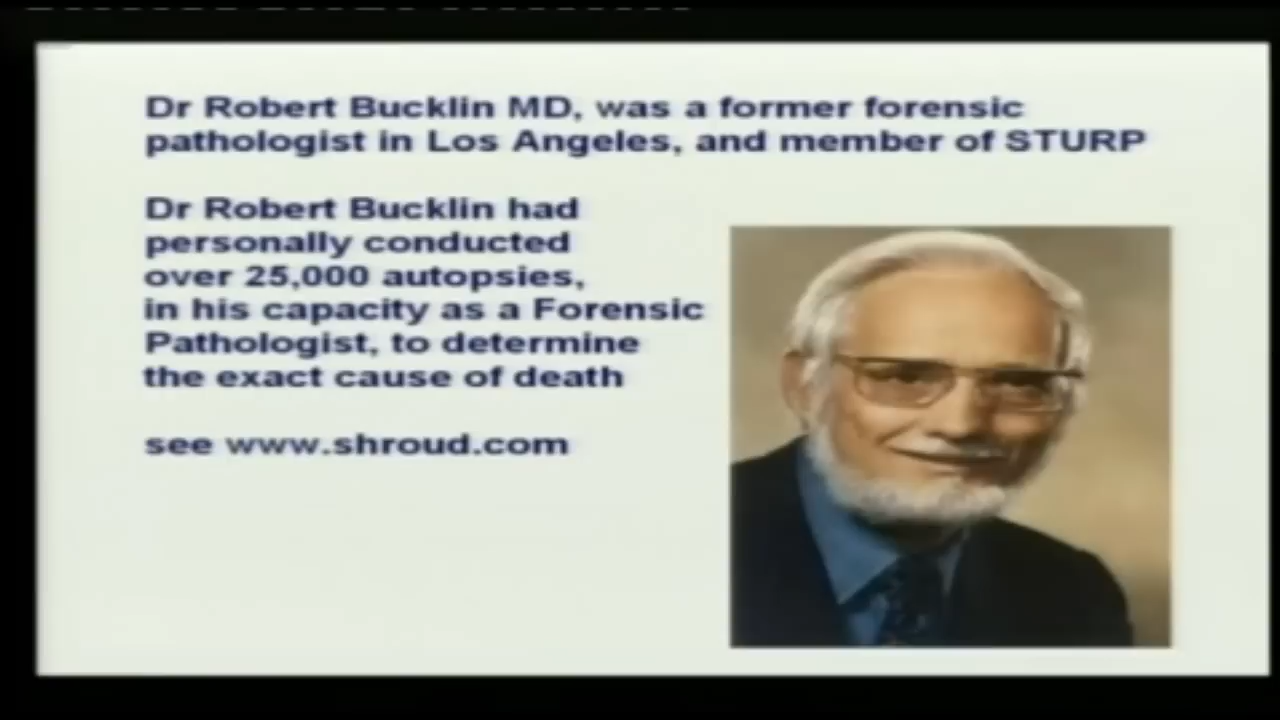 Dr Robert Bucklin MD, was a former forensic
pathologist in Los Angeles, and member of STURP
Dr Robert Bucklin had
personally conducted
over 25,000 autopsies,
in his capacity as a Forensic
Pathologist, to determine
the exact cause of death
see www.shroud.com